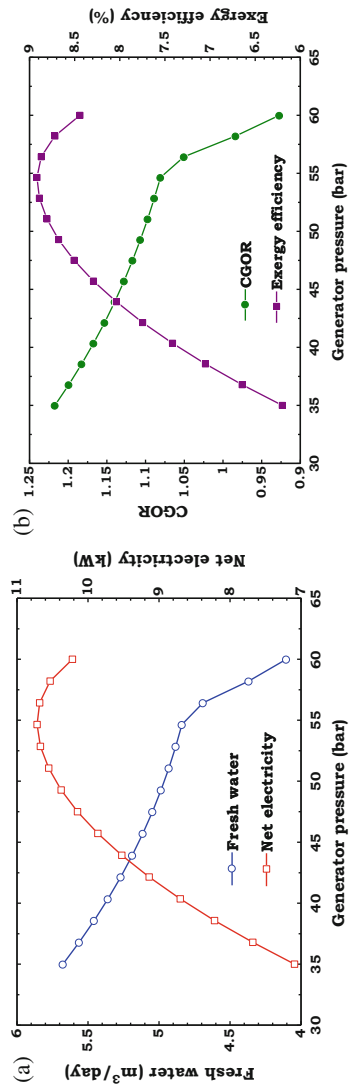 (a)
Fresh water (m³/day)
6
5.5
5
4.5
4
Net electricity (kW)
11
10
9
8
7
Fresh water
Net electricity
30 35 40 45 50 55 60 65
Generator pressure (bar)
(b)
CGOR
1.25
1.2
1.15
1.1
1.05
1
0.95
0.9
Exergy efficiency (%)
9
8.5
8
7.5
7
6.5
6
CGOR
Exergy efficiency
30 35 40 45 50 55 60 65
Generator pressure (bar)